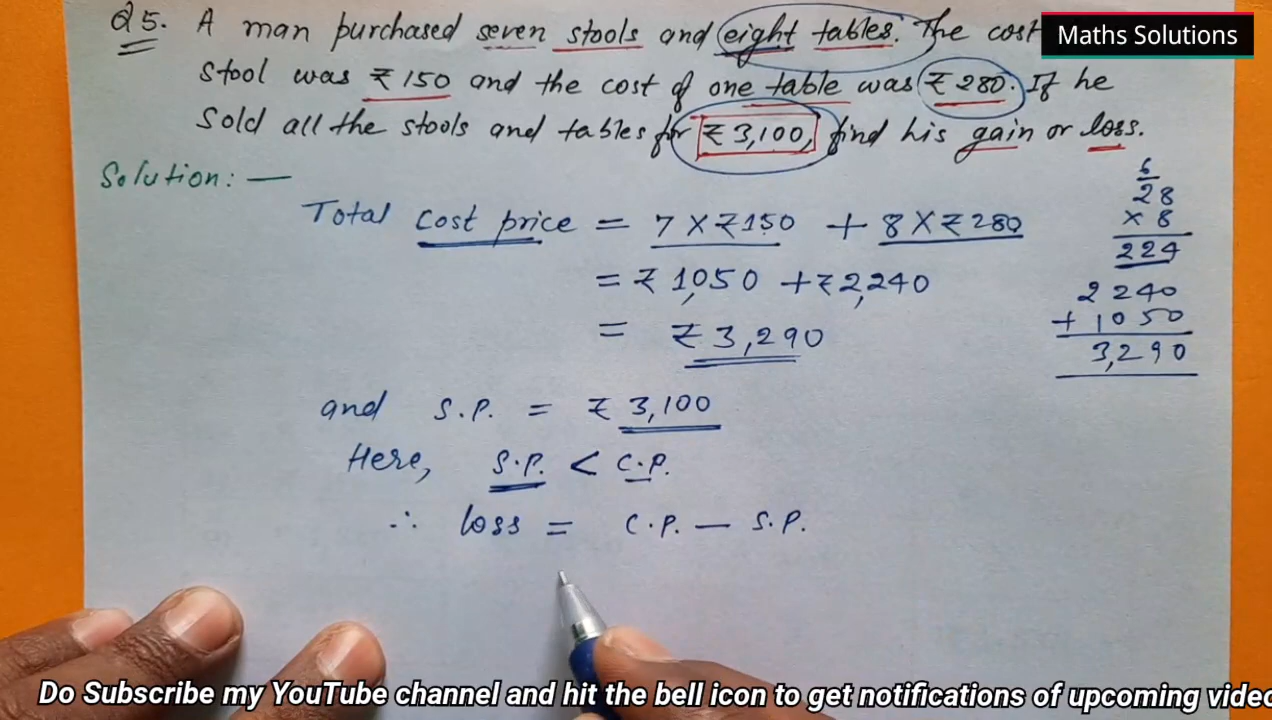 Q5. A man purchased seven stools and eight tables. The cost
Maths Solutions
stool was ₹150 and the cost of one table was ₹280. If he
sold all the stools and tables for ₹3,100, find his gain or loss.
Solution:—
Total cost price = 7 X ₹150 + 8 X ₹280
= ₹1,050 + ₹2,240
= ₹3,290
6
28
× 8
224
2240
+ 1050
3,290
and S.P. = ₹3,100
Here, S.P. < C.P.
∴ loss = C.P. — S.P.
Do Subscribe my YouTube channel and hit the bell icon to get notifications of upcoming